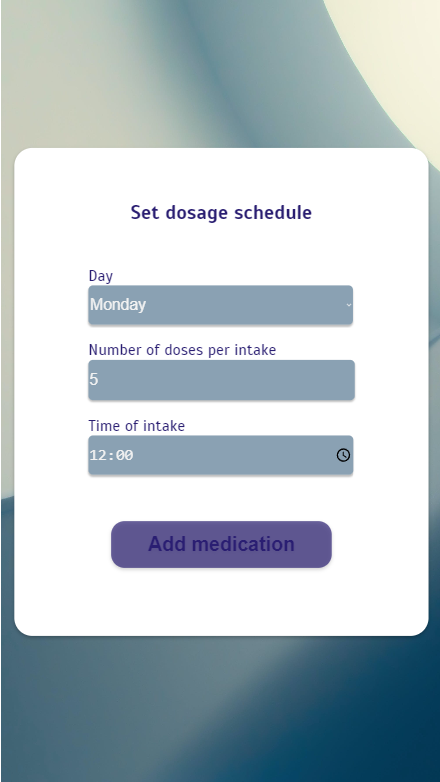 Set dosage schedule
Day
Monday
Number of doses per intake
5
Time of intake
12:00
Add medication